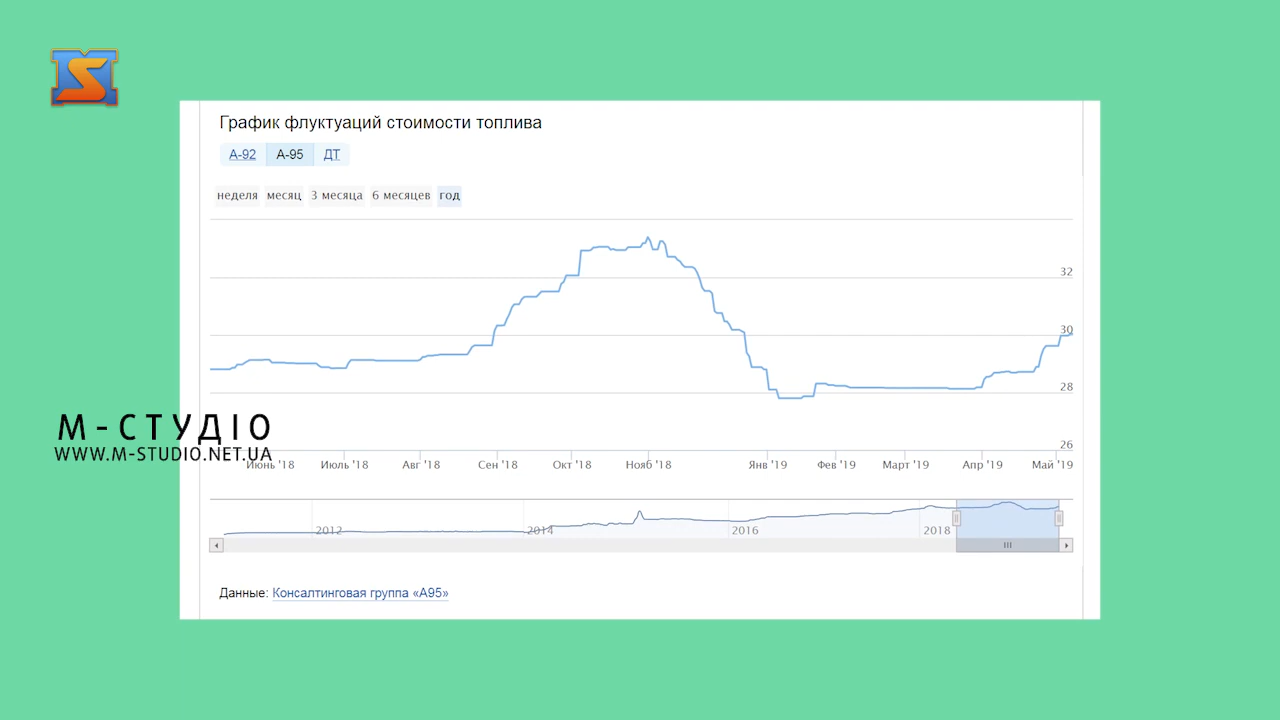 График флуктуаций стоимости топлива
А-92 А-95 ДТ
неделя месяц 3 месяца 6 месяцев год
32
30
28
26
М-СТУДІО
WWW.M-STUDIO.NET.UA
Июнь '18 Июль '18 Авг '18 Сен '18 Окт '18 Нояб '18 Янв '19 Фев '19 Март '19 Апр '19 Май '19
2012 2014 2016 2018
Данные: Консалтинговая группа «А95»